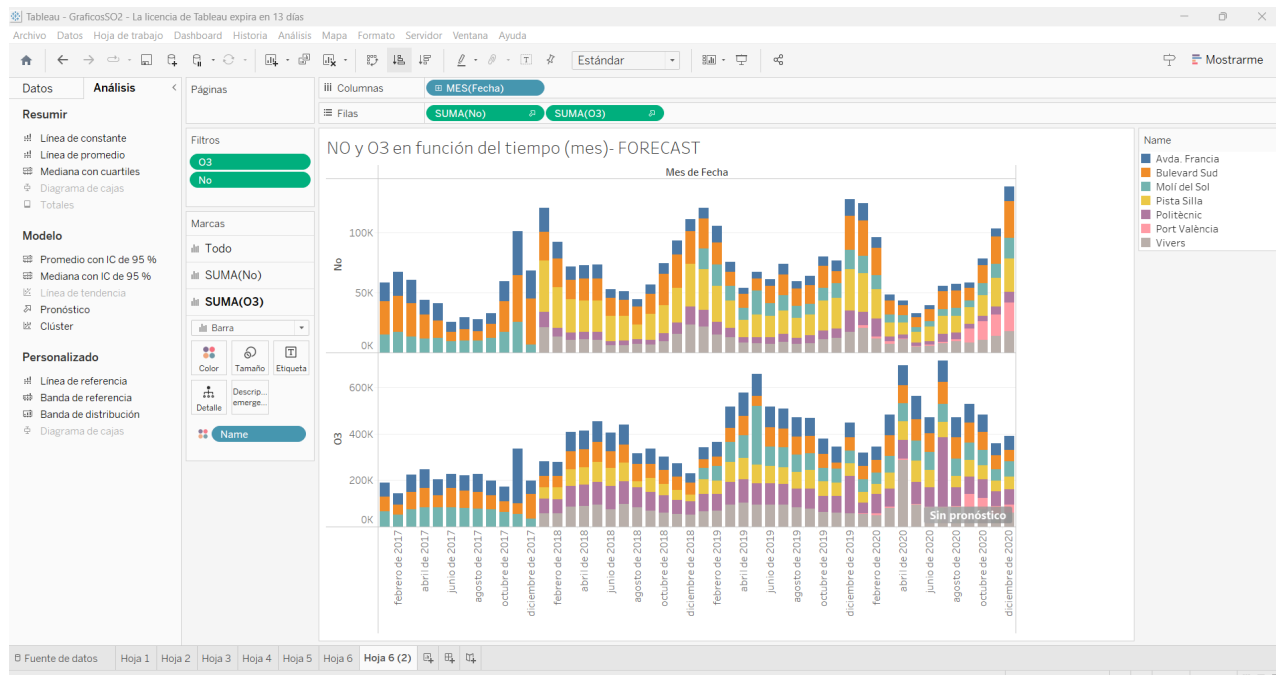 Tableau - GraficosSO2 - La licencia de Tableau expira en 13 días
Archivo Datos Hoja de trabajo Dashboard Historia Análisis Mapa Formato Servidor Ventana Ayuda
Estándar
Mostrarme
Datos
Análisis
Resumir
Línea de constante
Línea de promedio
Mediana con cuartiles
Diagrama de cajas
Totales
Modelo
Promedio con IC de 95 %
Mediana con IC de 95 %
Línea de tendencia
Pronóstico
Clúster
Personalizado
Línea de referencia
Banda de referencia
Banda de distribución
Diagrama de cajas
Páginas
Filtros
O3
No
Marcas
Todo
SUMA(No)
SUMA(O3)
Barra
Color
Tamaño
Etiqueta
Detalle
Descrip...
emerge...
Name
Columnas
MES(Fecha)
Filas
SUMA(No)
SUMA(O3)
NO y O3 en función del tiempo (mes)- FORECAST
Mes de Fecha
No
100K
50K
0K
O3
600K
400K
200K
0K
Sin pronóstico
febrero de 2017
abril de 2017
junio de 2017
agosto de 2017
octubre de 2017
diciembre de 2017
febrero de 2018
abril de 2018
junio de 2018
agosto de 2018
octubre de 2018
diciembre de 2018
febrero de 2019
abril de 2019
junio de 2019
agosto de 2019
octubre de 2019
diciembre de 2019
febrero de 2020
abril de 2020
junio de 2020
agosto de 2020
octubre de 2020
diciembre de 2020
Name
Avda. Francia
Bulevard Sud
Molí del Sol
Pista Silla
Politècnic
Port València
Vivers
Fuente de datos
Hoja 1
Hoja 2
Hoja 3
Hoja 4
Hoja 5
Hoja 6
Hoja 6 (2)